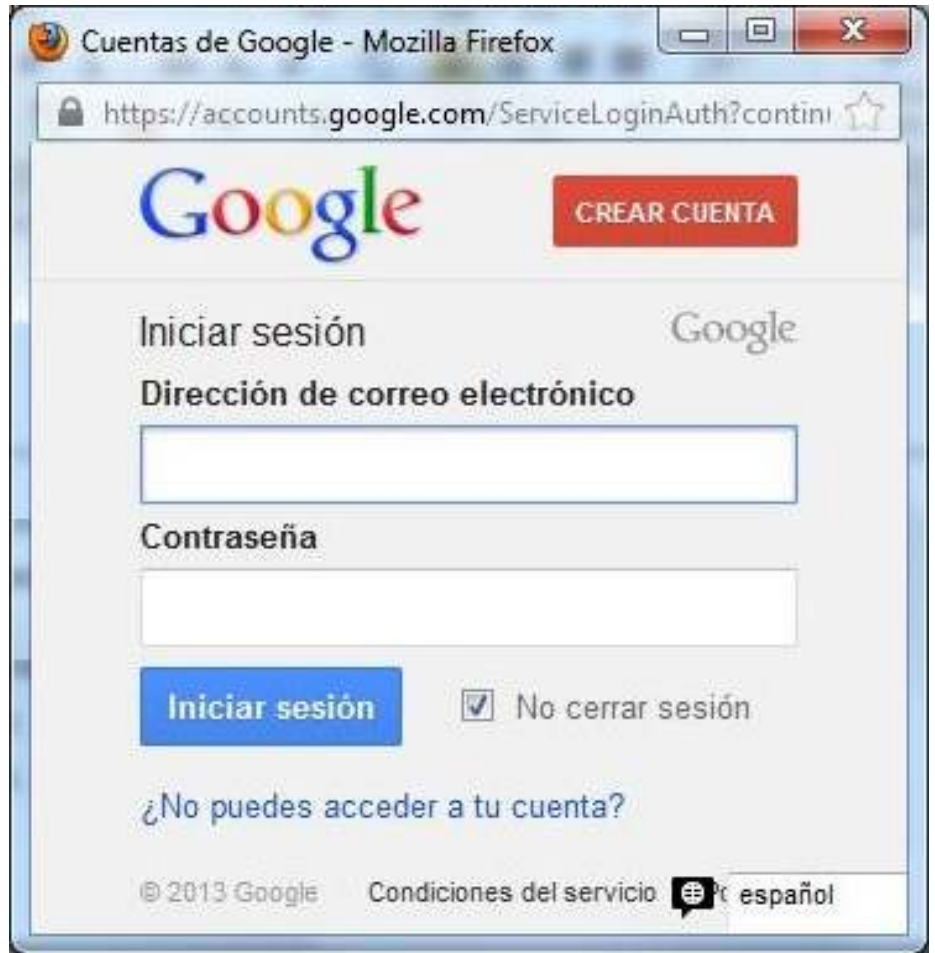 Cuentas de Google - Mozilla Firefox
https://accounts.google.com/ServiceLoginAuth?contin
Google
CREAR CUENTA
Iniciar sesión
Google
Dirección de correo electrónico
Contraseña
Iniciar sesión
No cerrar sesión
¿No puedes acceder a tu cuenta?
© 2013 Google Condiciones del servicio español